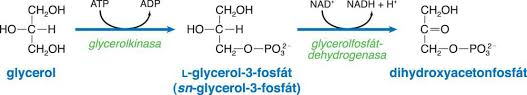 CH₂OH
HO—C—H
CH₂OH
glycerol
ATP ADP
glycerolkinasa
CH₂OH
HO—C—H
CH₂—O—PO₃²⁻
L-glycerol-3-fosfát
(sn-glycerol-3-fosfát)
NAD⁺ NADH + H⁺
glycerolfosfát-
dehydrogenasa
CH₂OH
C=O
CH₂—O—PO₃²⁻
dihydroxyacetonfosfát